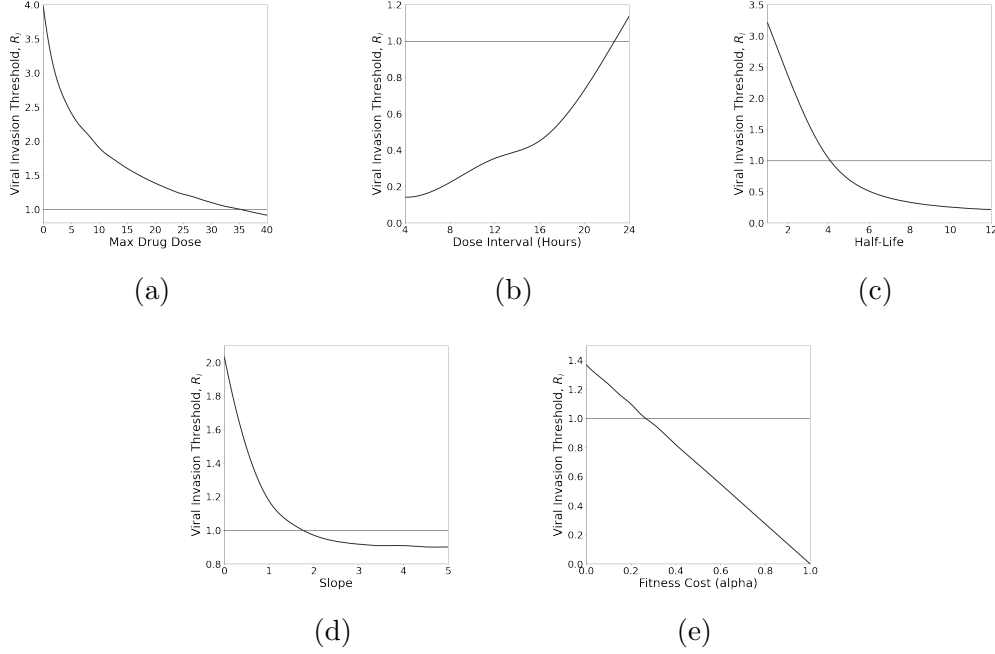 4.0
3.5
3.0
2.5
2.0
1.5
1.0
Viral Invasion Threshold, Ri
0 5 10 15 20 25 30 35 40
Max Drug Dose
(a)
1.2
1.0
0.8
0.6
0.4
0.2
0.0
Viral Invasion Threshold, Ri
4 8 12 16 20 24
Dose Interval (Hours)
(b)
3.5
3.0
2.5
2.0
1.5
1.0
0.5
0.0
Viral Invasion Threshold, Ri
2 4 6 8 10 12
Half-Life
(c)
2.0
1.8
1.6
1.4
1.2
1.0
0.8
Viral Invasion Threshold, Ri
0 1 2 3 4 5
Slope
(d)
1.4
1.2
1.0
0.8
0.6
0.4
0.2
0.0
Viral Invasion Threshold, Ri
0.0 0.2 0.4 0.6 0.8 1.0
Fitness Cost (alpha)
(e)